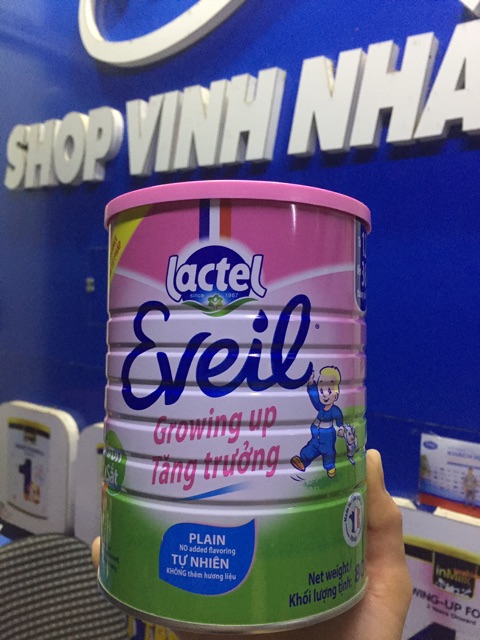 SHOP VINH NHA
lactel
since 1967
Eveil
Growing up
Tăng trưởng
PLAIN
NO added flavoring
TỰ NHIÊN
KHÔNG thêm hương liệu
Net weight
Khối lượng tịnh: